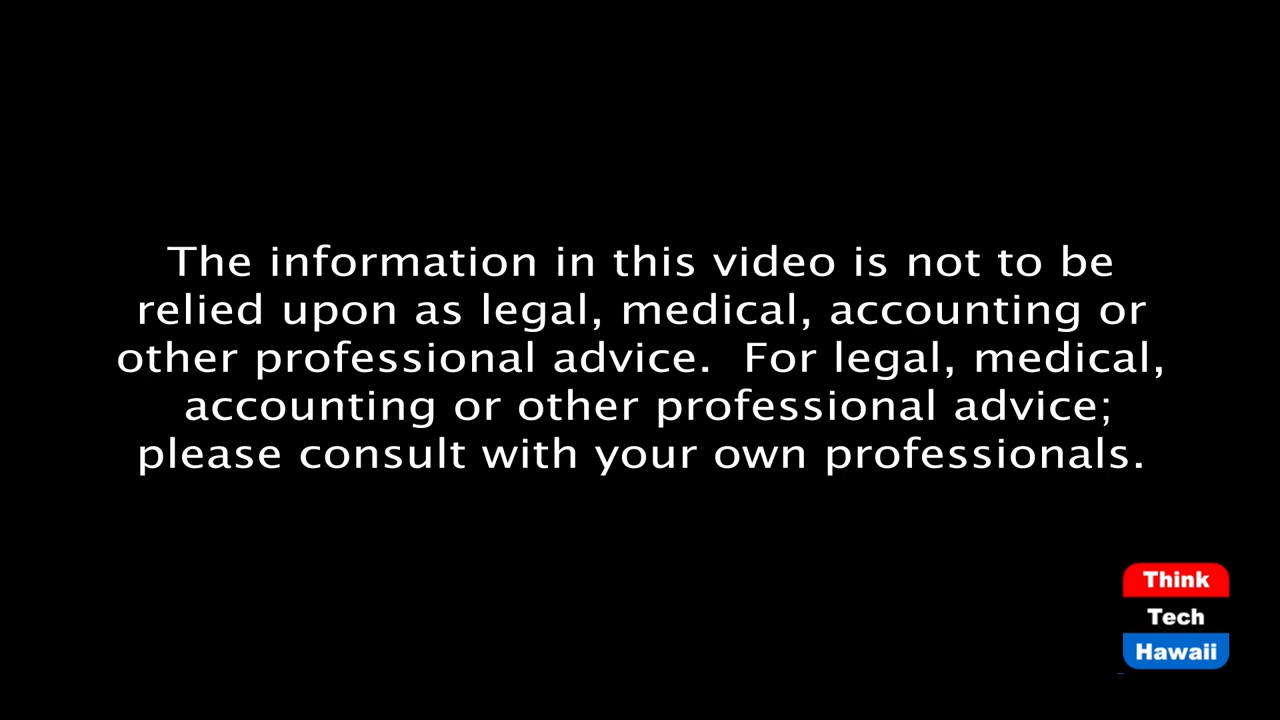 The information in this video is not to be
relied upon as legal, medical, accounting or
other professional advice.  For legal, medical,
accounting or other professional advice;
please consult with your own professionals.
Think
Tech
Hawaii